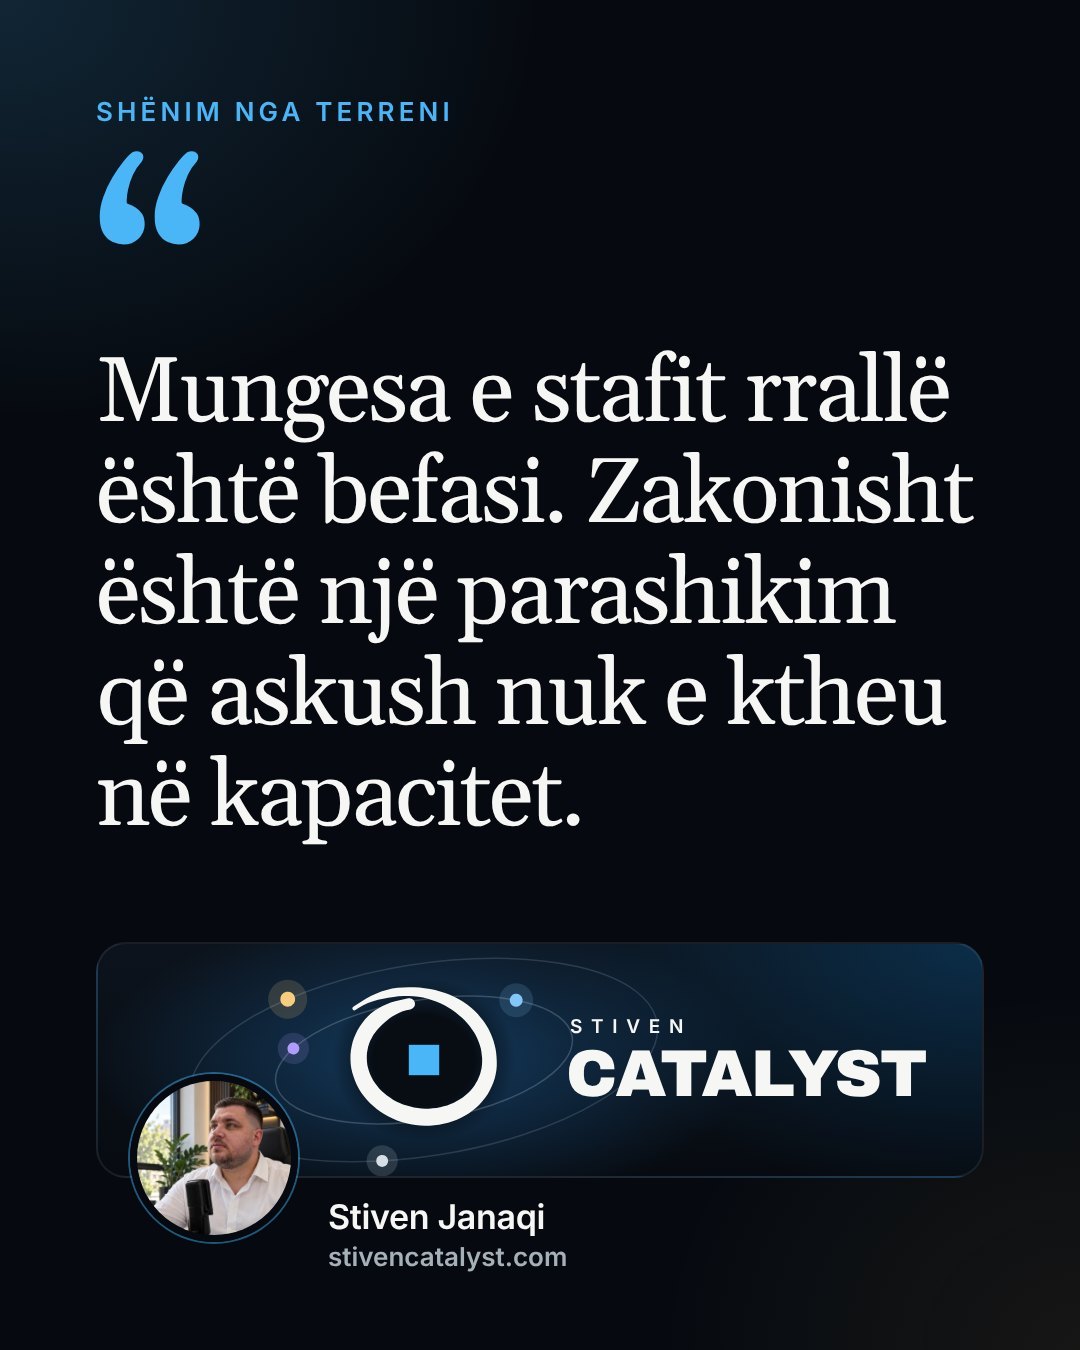 SHËNIM NGA TERRENI
“
Mungesa e stafit rrallë
është befasi. Zakonisht
është një parashikim
që askush nuk e ktheu
në kapacitet.
STIVEN
CATALYST
Stiven Janaqi
stivencatalyst.com